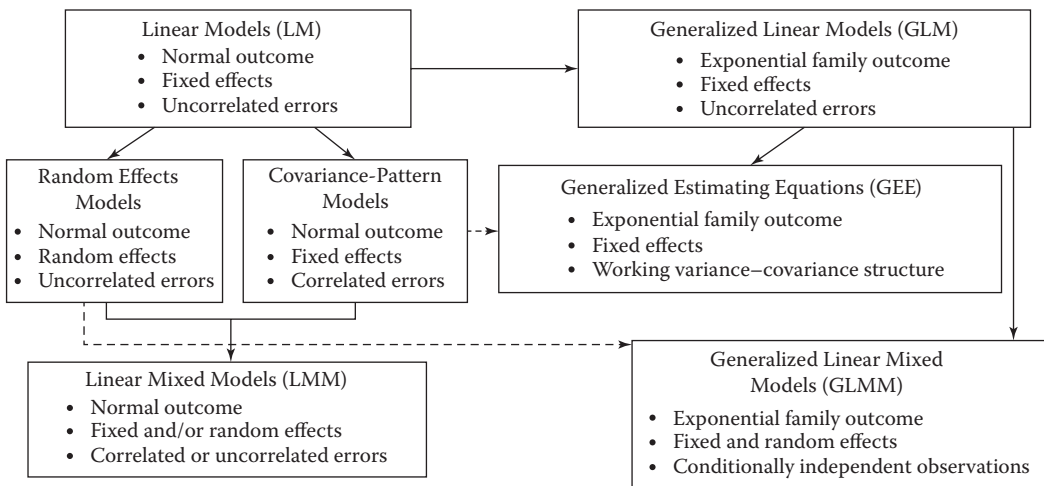 Linear Models (LM)
• Normal outcome
• Fixed effects
• Uncorrelated errors
Generalized Linear Models (GLM)
• Exponential family outcome
• Fixed effects
• Uncorrelated errors
Random Effects
Models
• Normal outcome
• Random effects
• Uncorrelated errors
Covariance-Pattern
Models
• Normal outcome
• Fixed effects
• Correlated errors
Generalized Estimating Equations (GEE)
• Exponential family outcome
• Fixed effects
• Working variance–covariance structure
Linear Mixed Models (LMM)
• Normal outcome
• Fixed and/or random effects
• Correlated or uncorrelated errors
Generalized Linear Mixed
Models (GLMM)
• Exponential family outcome
• Fixed and random effects
• Conditionally independent observations